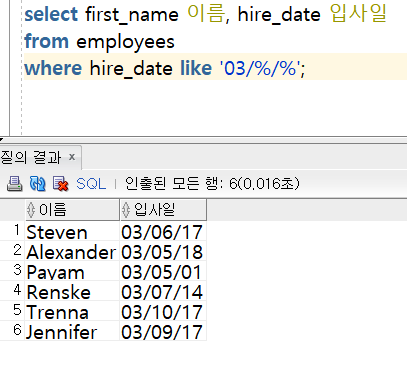 select first_name 이름, hire_date 입사일
from employees
where hire_date like '03/%/%';
질의 결과 x
SQL | 인출된 모든 행: 6(0,016초)
이름 입사일
1 Steven 03/06/17
2 Alexander 03/05/18
3 Payam 03/05/01
4 Renske 03/07/14
5 Trenna 03/10/17
6 Jennifer 03/09/17